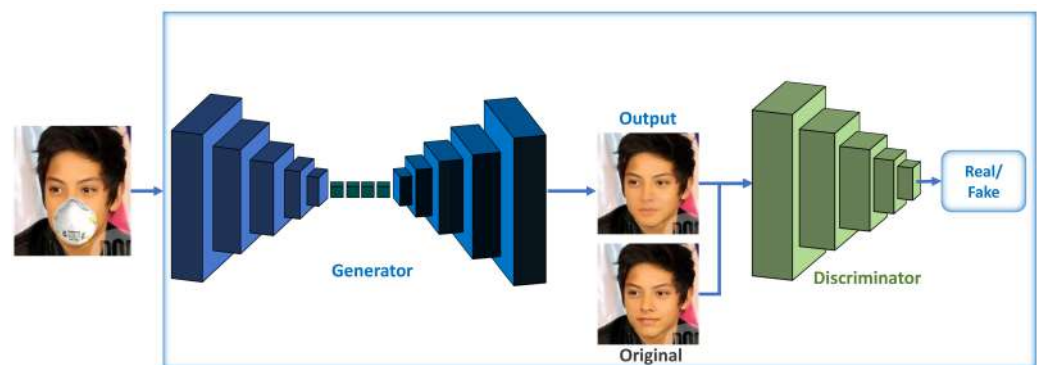 Output
Real/
Fake
Generator
Discriminator
Original